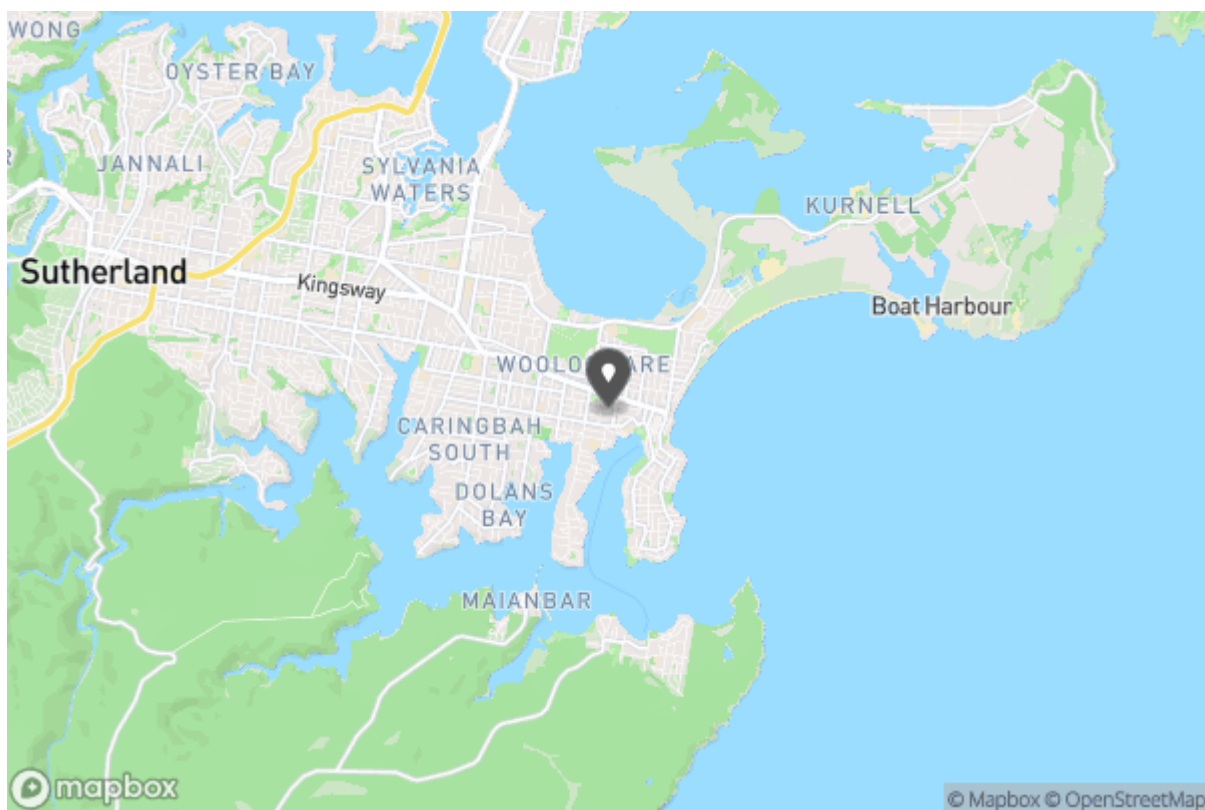 WONG
OYSTER BAY
JANNALI
SYLVANIA
WATERS
KURNELL
Sutherland
Kingsway
Boat Harbour
CARINGBAH
SOUTH
DOLANS
BAY
MAIANBAR
mapbox
© Mapbox © OpenStreetMap